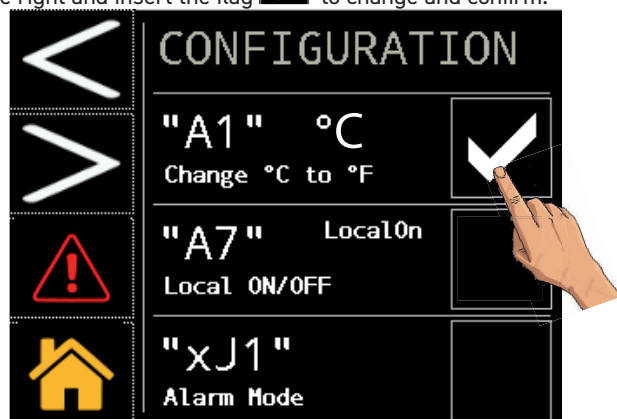 right and insert the flag to change and confirm.
CONFIGURATION
"A1" °C
Change °C to °F
"A7" LocalOn
Local ON/OFF
"xJ1"
Alarm Mode